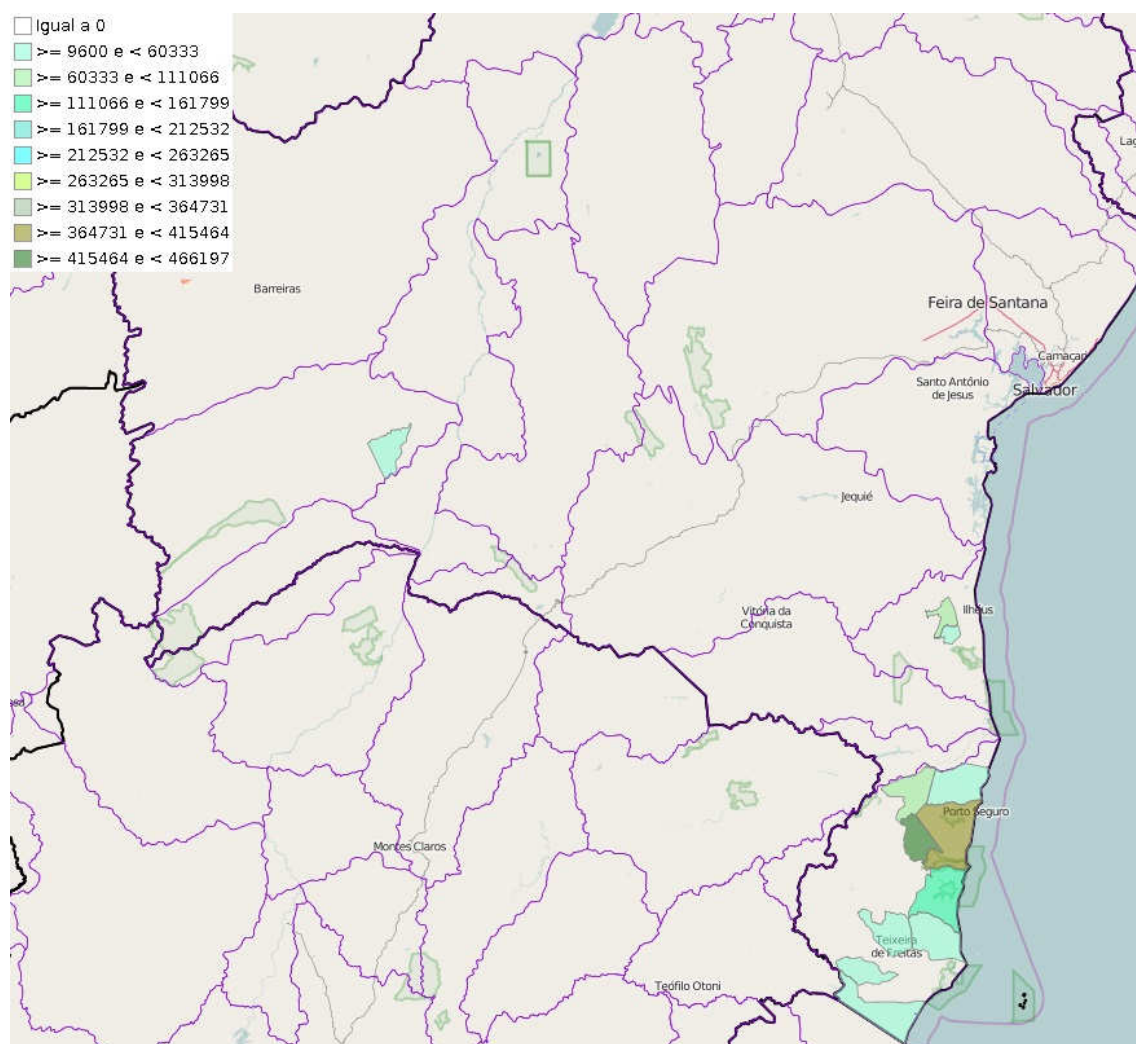 Igual a 0
>= 9600 e < 60333
>= 60333 e < 111066
>= 111066 e < 161799
>= 161799 e < 212532
>= 212532 e < 263265
>= 263265 e < 313998
>= 313998 e < 364731
>= 364731 e < 415464
>= 415464 e < 466197
Lag
Barreiras
Feira de Santana
Camaçari
Santo António
de Jesus
Salvador
Jequié
Ilhéus
Vitória da
Conquista
Porto Seguro
Montes Claros
Teixeira
de Freitas
Teófilo Otoni